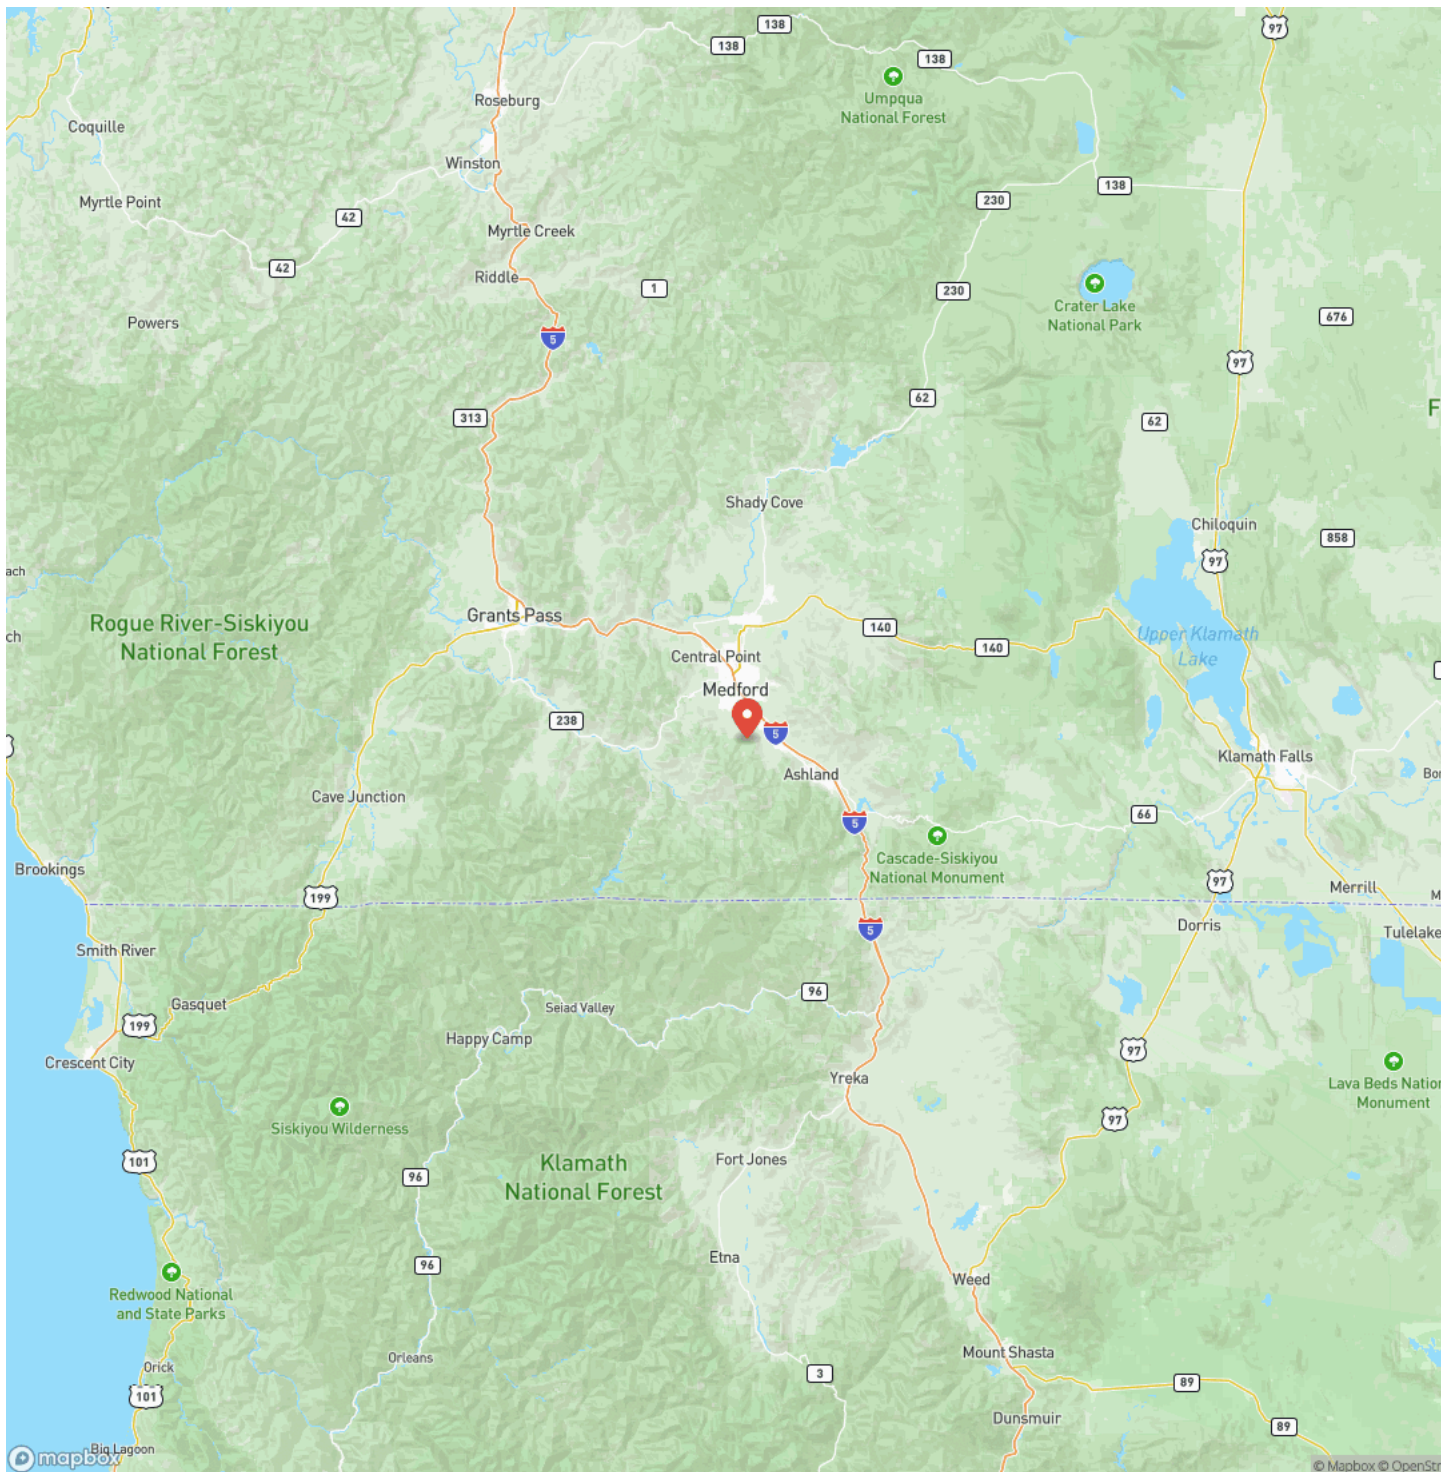 97
138
138
138
Umpqua
National Forest
Roseburg
Coquille
Winston
138
230
Myrtle Point
42
Myrtle Creek
42
Riddle
1
230
Crater Lake
National Park
676
Powers
5
97
62
F
313
62
Shady Cove
Chiloquin
858
97
ach
Grants Pass
Rogue River-Siskiyou
National Forest
140
Upper Klamath
Lake
ch
140
Central Point
Medford
238
5
Klamath Falls
Ashland
Bo
Cave Junction
66
5
Cascade-Siskiyou
National Monument
Brookings
97
Merrill
199
M
Dorris
5
Tulelake
Smith River
96
Gasquet
Seiad Valley
199
Happy Camp
97
Crescent City
Yreka
Lava Beds Nation
Monument
97
Siskiyou Wilderness
101
Fort Jones
Klamath
National Forest
96
Etna
96
Weed
Redwood National
and State Parks
Mount Shasta
Orleans
Orick
3
89
101
Dunsmuir
89
Big Lagoon
mapbox
© Mapbox © OpenStr